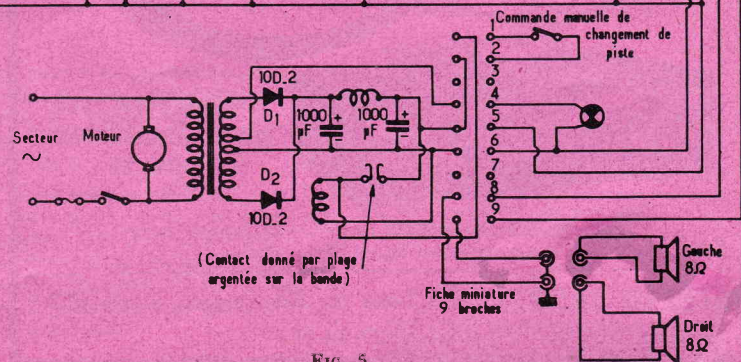 Commande manuelle de
changement de
piste
1
2
3
4
5
6
7
8
9
10D_2
D1
1000
µF
+
−
1000
µF
+
−
Secteur
~
Moteur
D2
10D_2
(Contact donné par plage
argentée sur la bande)
Fiche miniature
9 broches
Gauche
8Ω
Droit
8Ω
FIG. 5